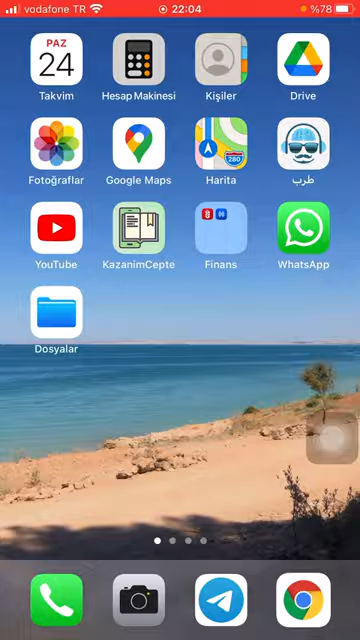 vodafone TR 22:04 %78
PAZ
24
Takvim Hesap Makinesi Kişiler Drive
280
Fotoğraflar Google Maps Harita طرب
YouTube KazanimCepte Finans WhatsApp
Dosyalar